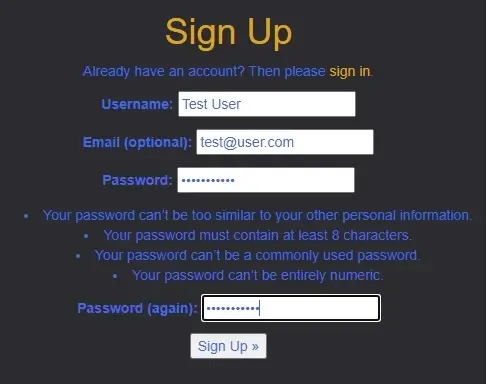 Sign Up
Already have an account? Then please sign in.
Username: Test User
Email (optional): test@user.com
Password: •••••••••••
• Your password can’t be too similar to your other personal information.
• Your password must contain at least 8 characters.
• Your password can’t be a commonly used password.
• Your password can’t be entirely numeric.
Password (again): •••••••••••
Sign Up »